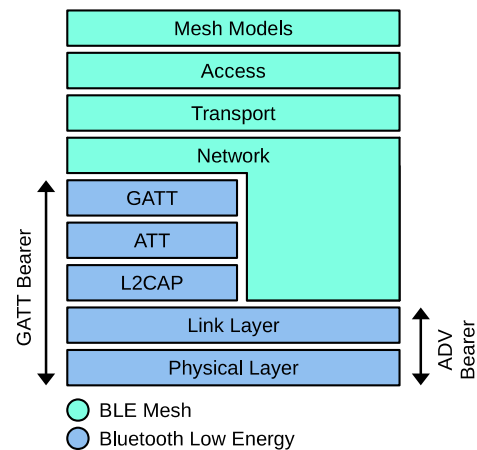 Mesh Models
Access
Transport
Network
GATT
ATT
L2CAP
Link Layer
Physical Layer
GATT Bearer
ADV
Bearer
BLE Mesh
Bluetooth Low Energy